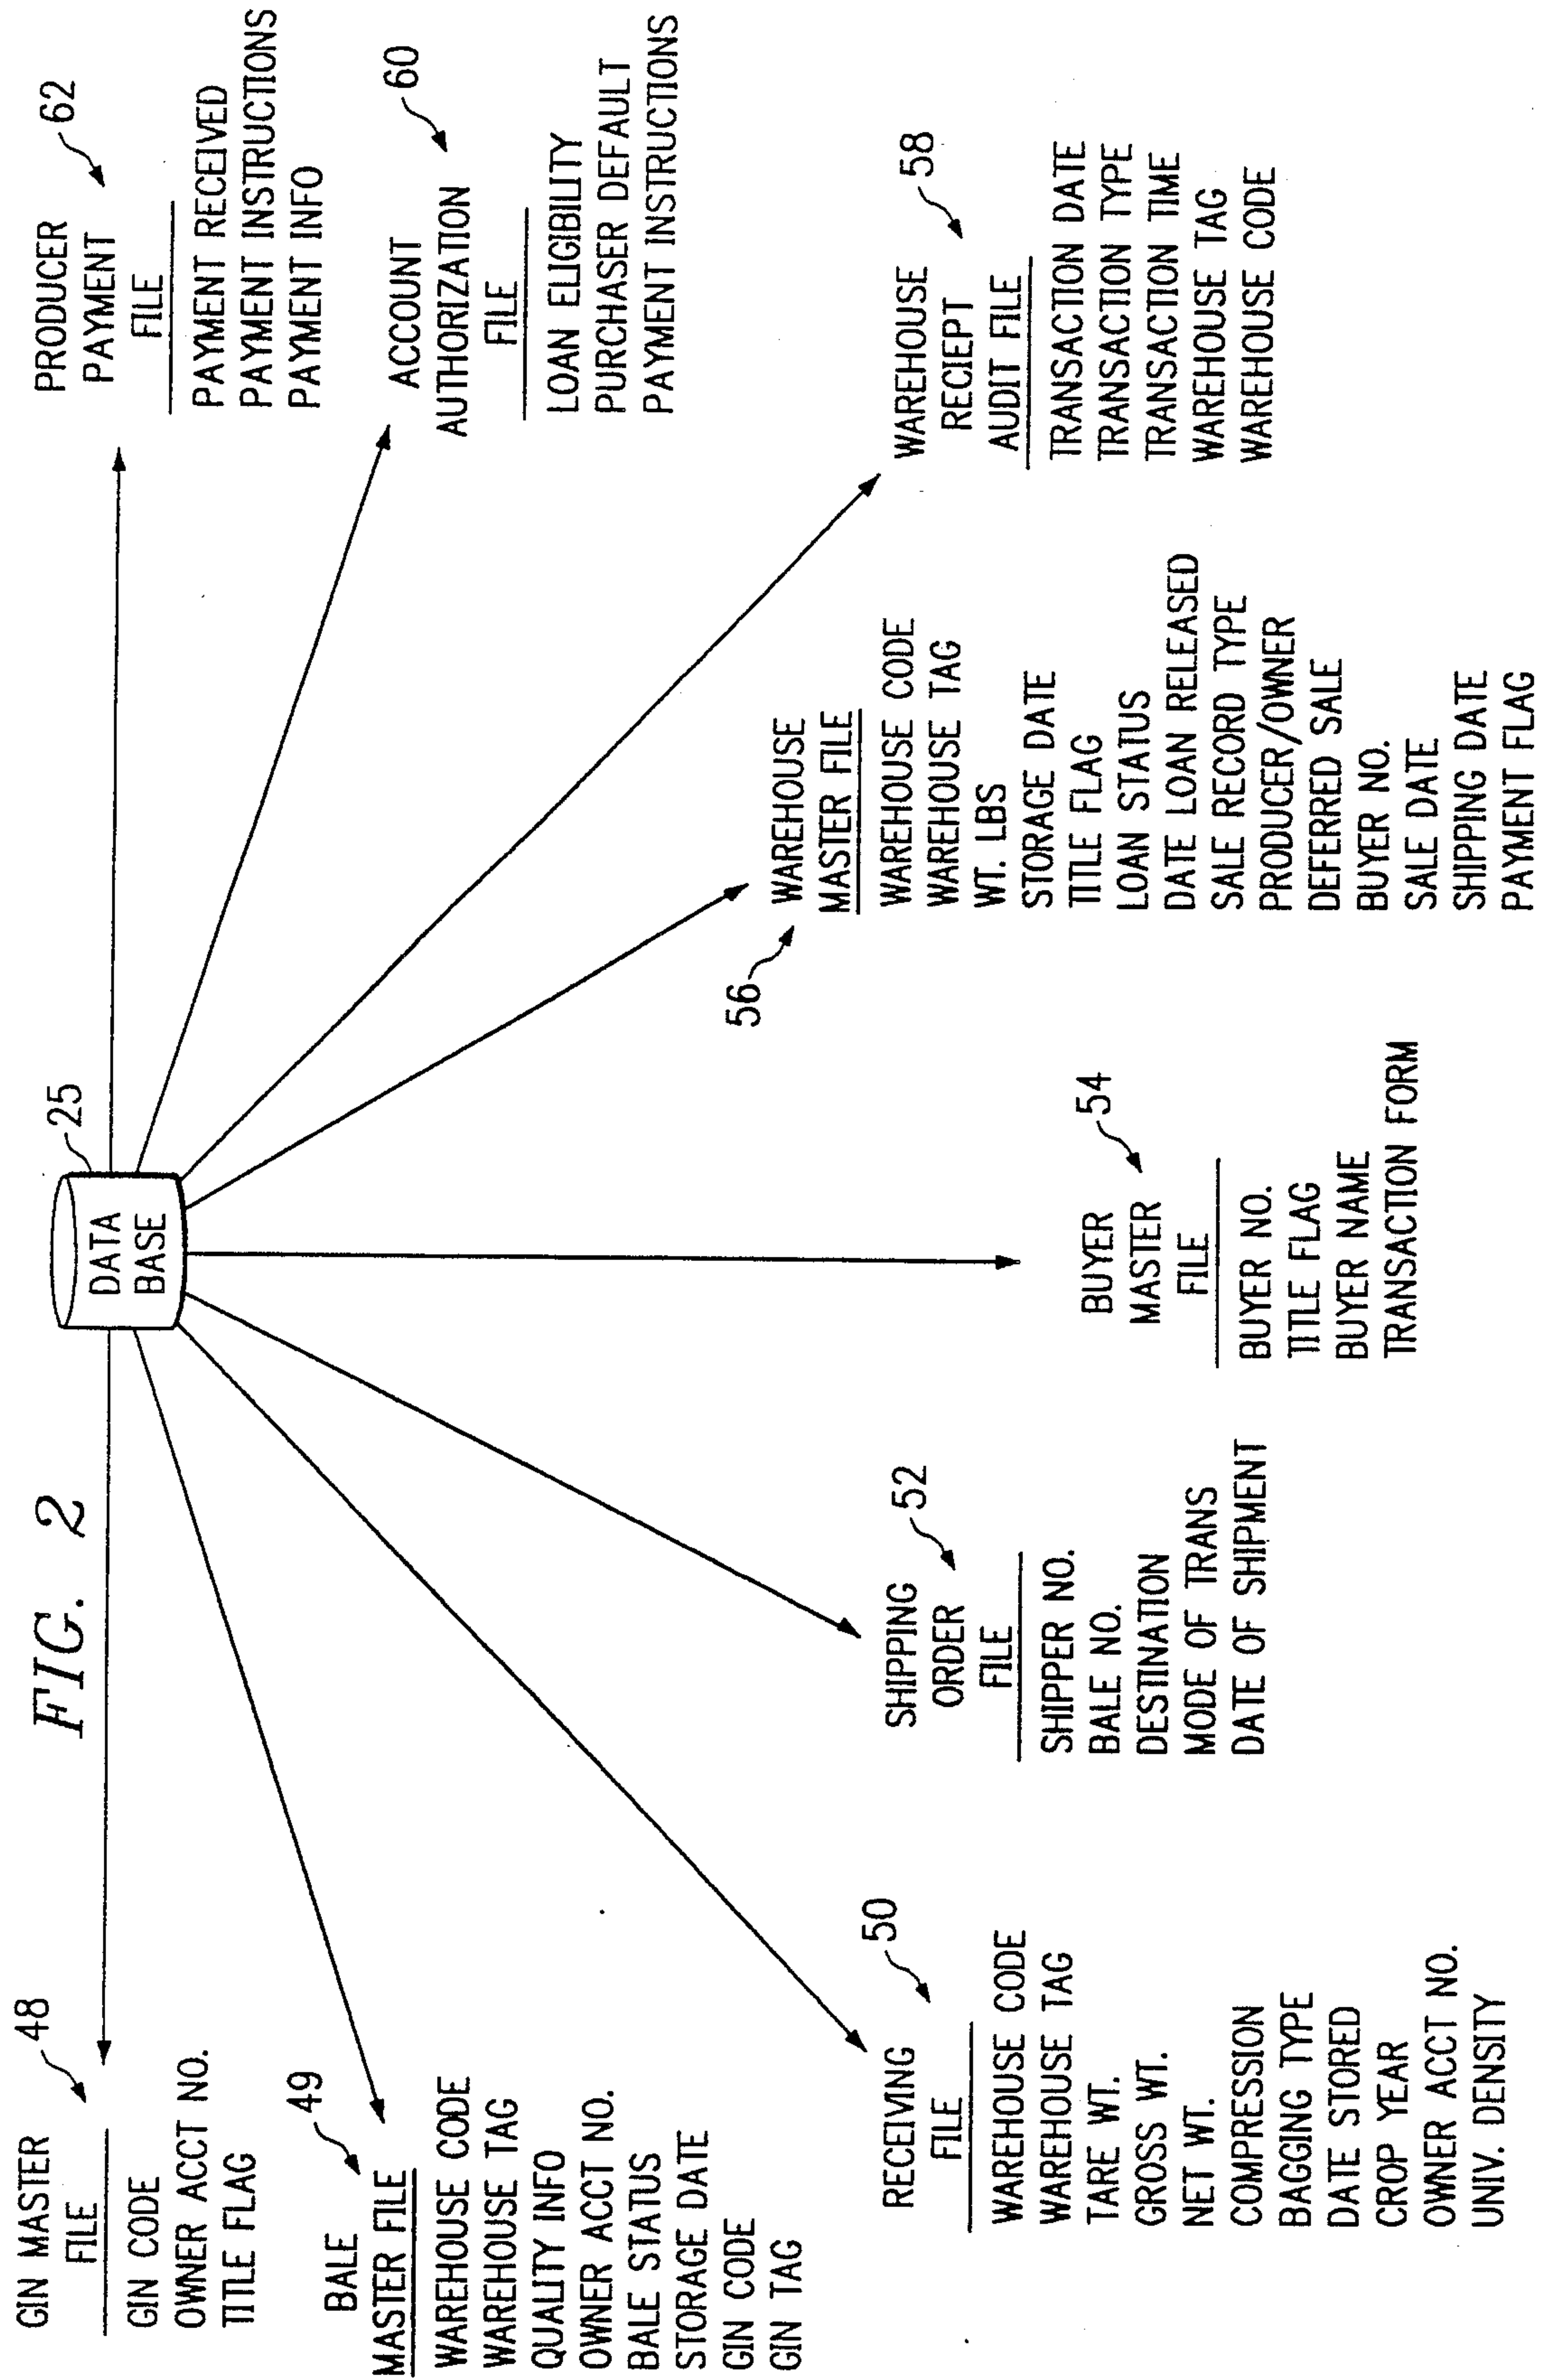 FIG. 2
DATA
BASE
25
GIN MASTER
FILE
48
GIN CODE
OWNER ACCT NO.
TITLE FLAG
BALE
MASTER FILE
49
WAREHOUSE CODE
WAREHOUSE TAG
QUALITY INFO
OWNER ACCT NO.
BALE STATUS
STORAGE DATE
GIN CODE
GIN TAG
RECEIVING
FILE
50
WAREHOUSE CODE
WAREHOUSE TAG
TARE WT.
GROSS WT.
NET WT.
COMPRESSION
BAGGING TYPE
DATE STORED
CROP YEAR
OWNER ACCT NO.
UNIV. DENSITY
SHIPPING
ORDER
FILE
52
SHIPPER NO.
BALE NO.
DESTINATION
MODE OF TRANS
DATE OF SHIPMENT
BUYER
MASTER
FILE
54
BUYER NO.
TITLE FLAG
BUYER NAME
TRANSACTION FORM
56
WAREHOUSE
MASTER FILE
WAREHOUSE CODE
WAREHOUSE TAG
WT. LBS
STORAGE DATE
TITLE FLAG
LOAN STATUS
DATE LOAN RELEASED
SALE RECORD TYPE
PRODUCER/OWNER
DEFERRED SALE
BUYER NO.
SALE DATE
SHIPPING DATE
PAYMENT FLAG
WAREHOUSE
RECIEPT
AUDIT FILE
58
TRANSACTION DATE
TRANSACTION TYPE
TRANSACTION TIME
WAREHOUSE TAG
WAREHOUSE CODE
ACCOUNT
AUTHORIZATION
FILE
60
LOAN ELIGIBILITY
PURCHASER DEFAULT
PAYMENT INSTRUCTIONS
PRODUCER
PAYMENT
FILE
62
PAYMENT RECEIVED
PAYMENT INSTRUCTIONS
PAYMENT INFO